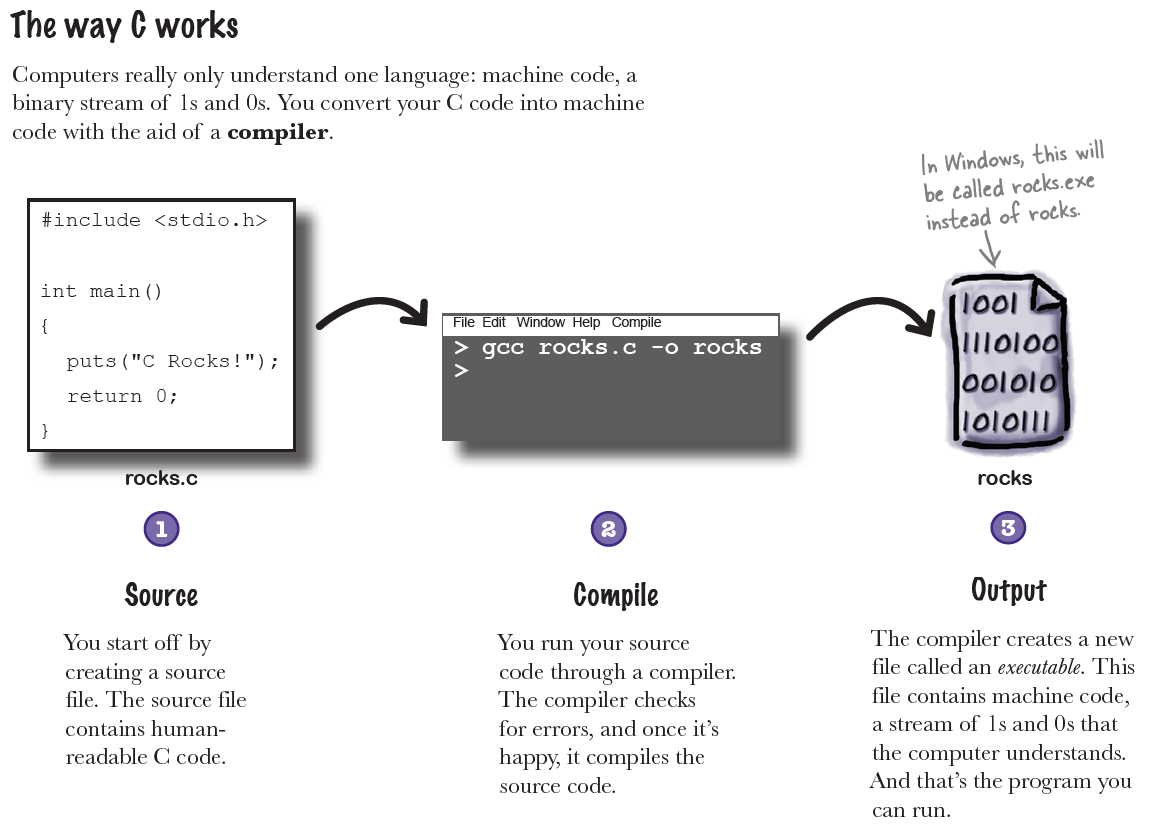 The way C works
Computers really only understand one language: machine code, a
binary stream of 1s and 0s. You convert your C code into machine
code with the aid of a compiler.
In Windows, this will
be called rocks.exe
instead of rocks.
#include <stdio.h>
int main()
{
puts("C Rocks!");
return 0;
}
rocks.c
File Edit Window Help Compile
> gcc rocks.c -o rocks
>
1001
1110100
001010
1010111
rocks
1
Source
You start off by
creating a source
file. The source file
contains human-
readable C code.
2
Compile
You run your source
code through a compiler.
The compiler checks
for errors, and once it's
happy, it compiles the
source code.
3
Output
The compiler creates a new
file called an executable. This
file contains machine code,
a stream of 1s and 0s that
the computer understands.
And that's the program you
can run.